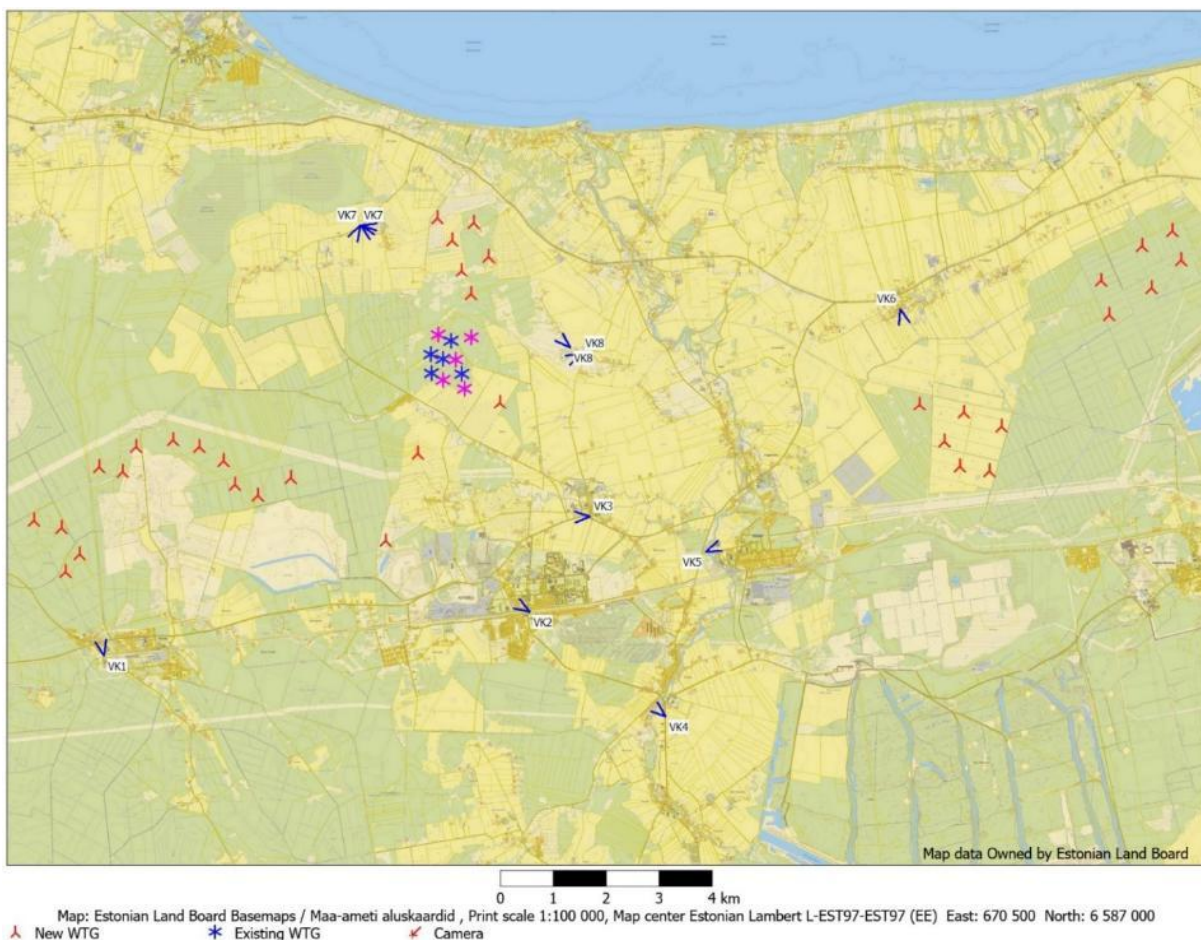 VK7 VK7
VK6
VK8
VK8
VK3
VK5
VK2
VK1
VK4
Map data Owned by Estonian Land Board
0 1 2 3 4 km
Map: Estonian Land Board Basemaps / Maa-ameti aluskaardid , Print scale 1:100 000, Map center Estonian Lambert L-EST97-EST97 (EE) East: 670 500 North: 6 587 000
New WTG Existing WTG Camera